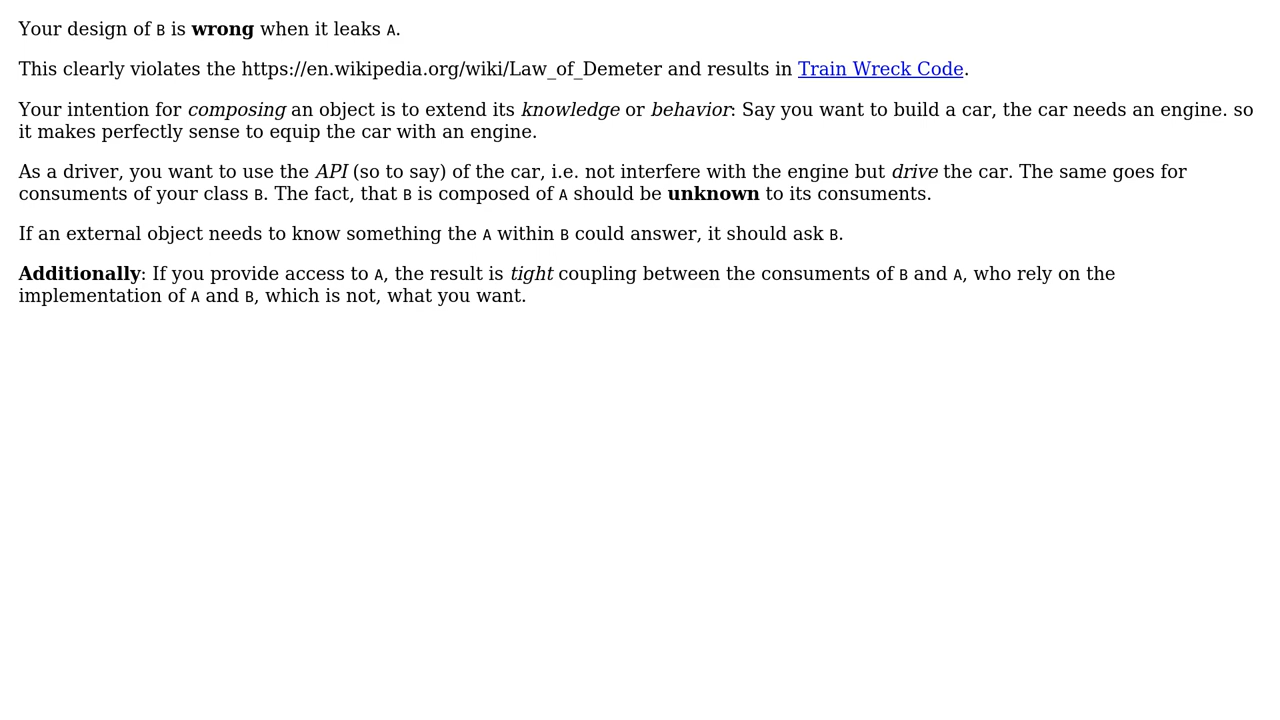 Your design of B is wrong when it leaks A.
This clearly violates the https://en.wikipedia.org/wiki/Law_of_Demeter and results in Train Wreck Code.
Your intention for composing an object is to extend its knowledge or behavior: Say you want to build a car, the car needs an engine. so
it makes perfectly sense to equip the car with an engine.
As a driver, you want to use the API (so to say) of the car, i.e. not interfere with the engine but drive the car. The same goes for
consuments of your class B. The fact, that B is composed of A should be unknown to its consuments.
If an external object needs to know something the A within B could answer, it should ask B.
Additionally: If you provide access to A, the result is tight coupling between the consuments of B and A, who rely on the
implementation of A and B, which is not, what you want.